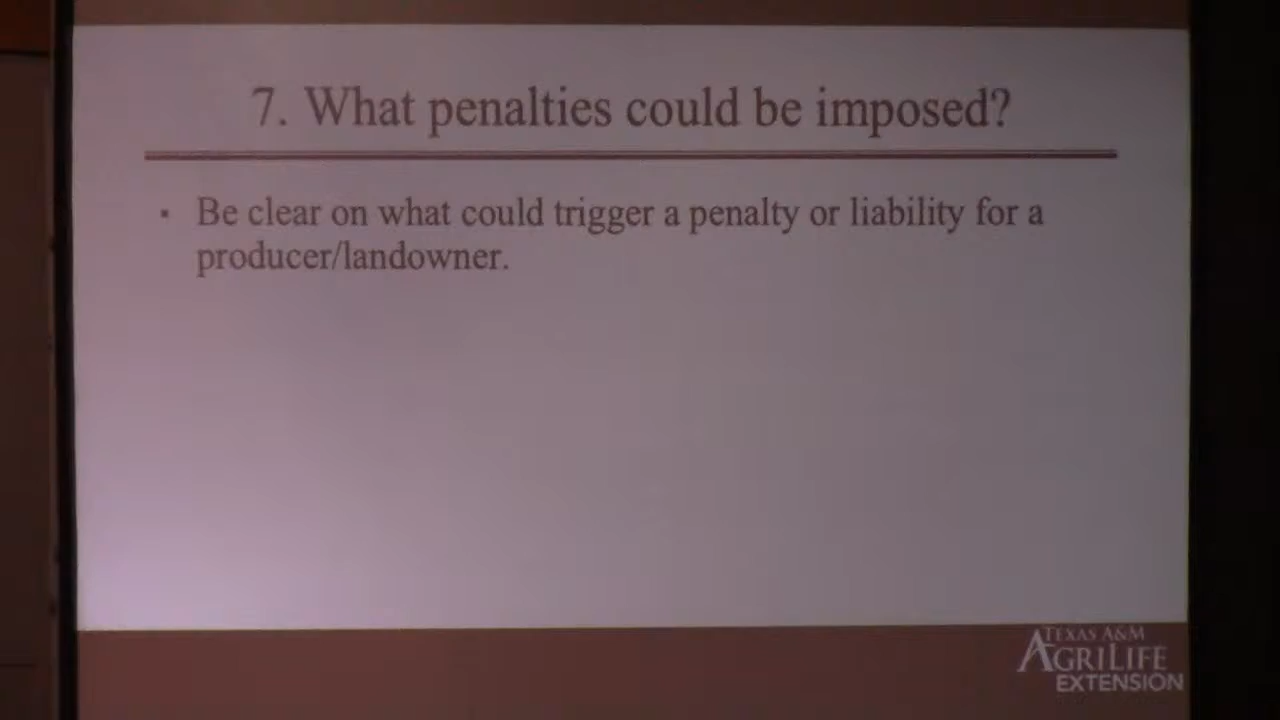 7. What penalties could be imposed?
▪ Be clear on what could trigger a penalty or liability for a
producer/landowner.
TEXAS A&M
AGRILIFE
EXTENSION